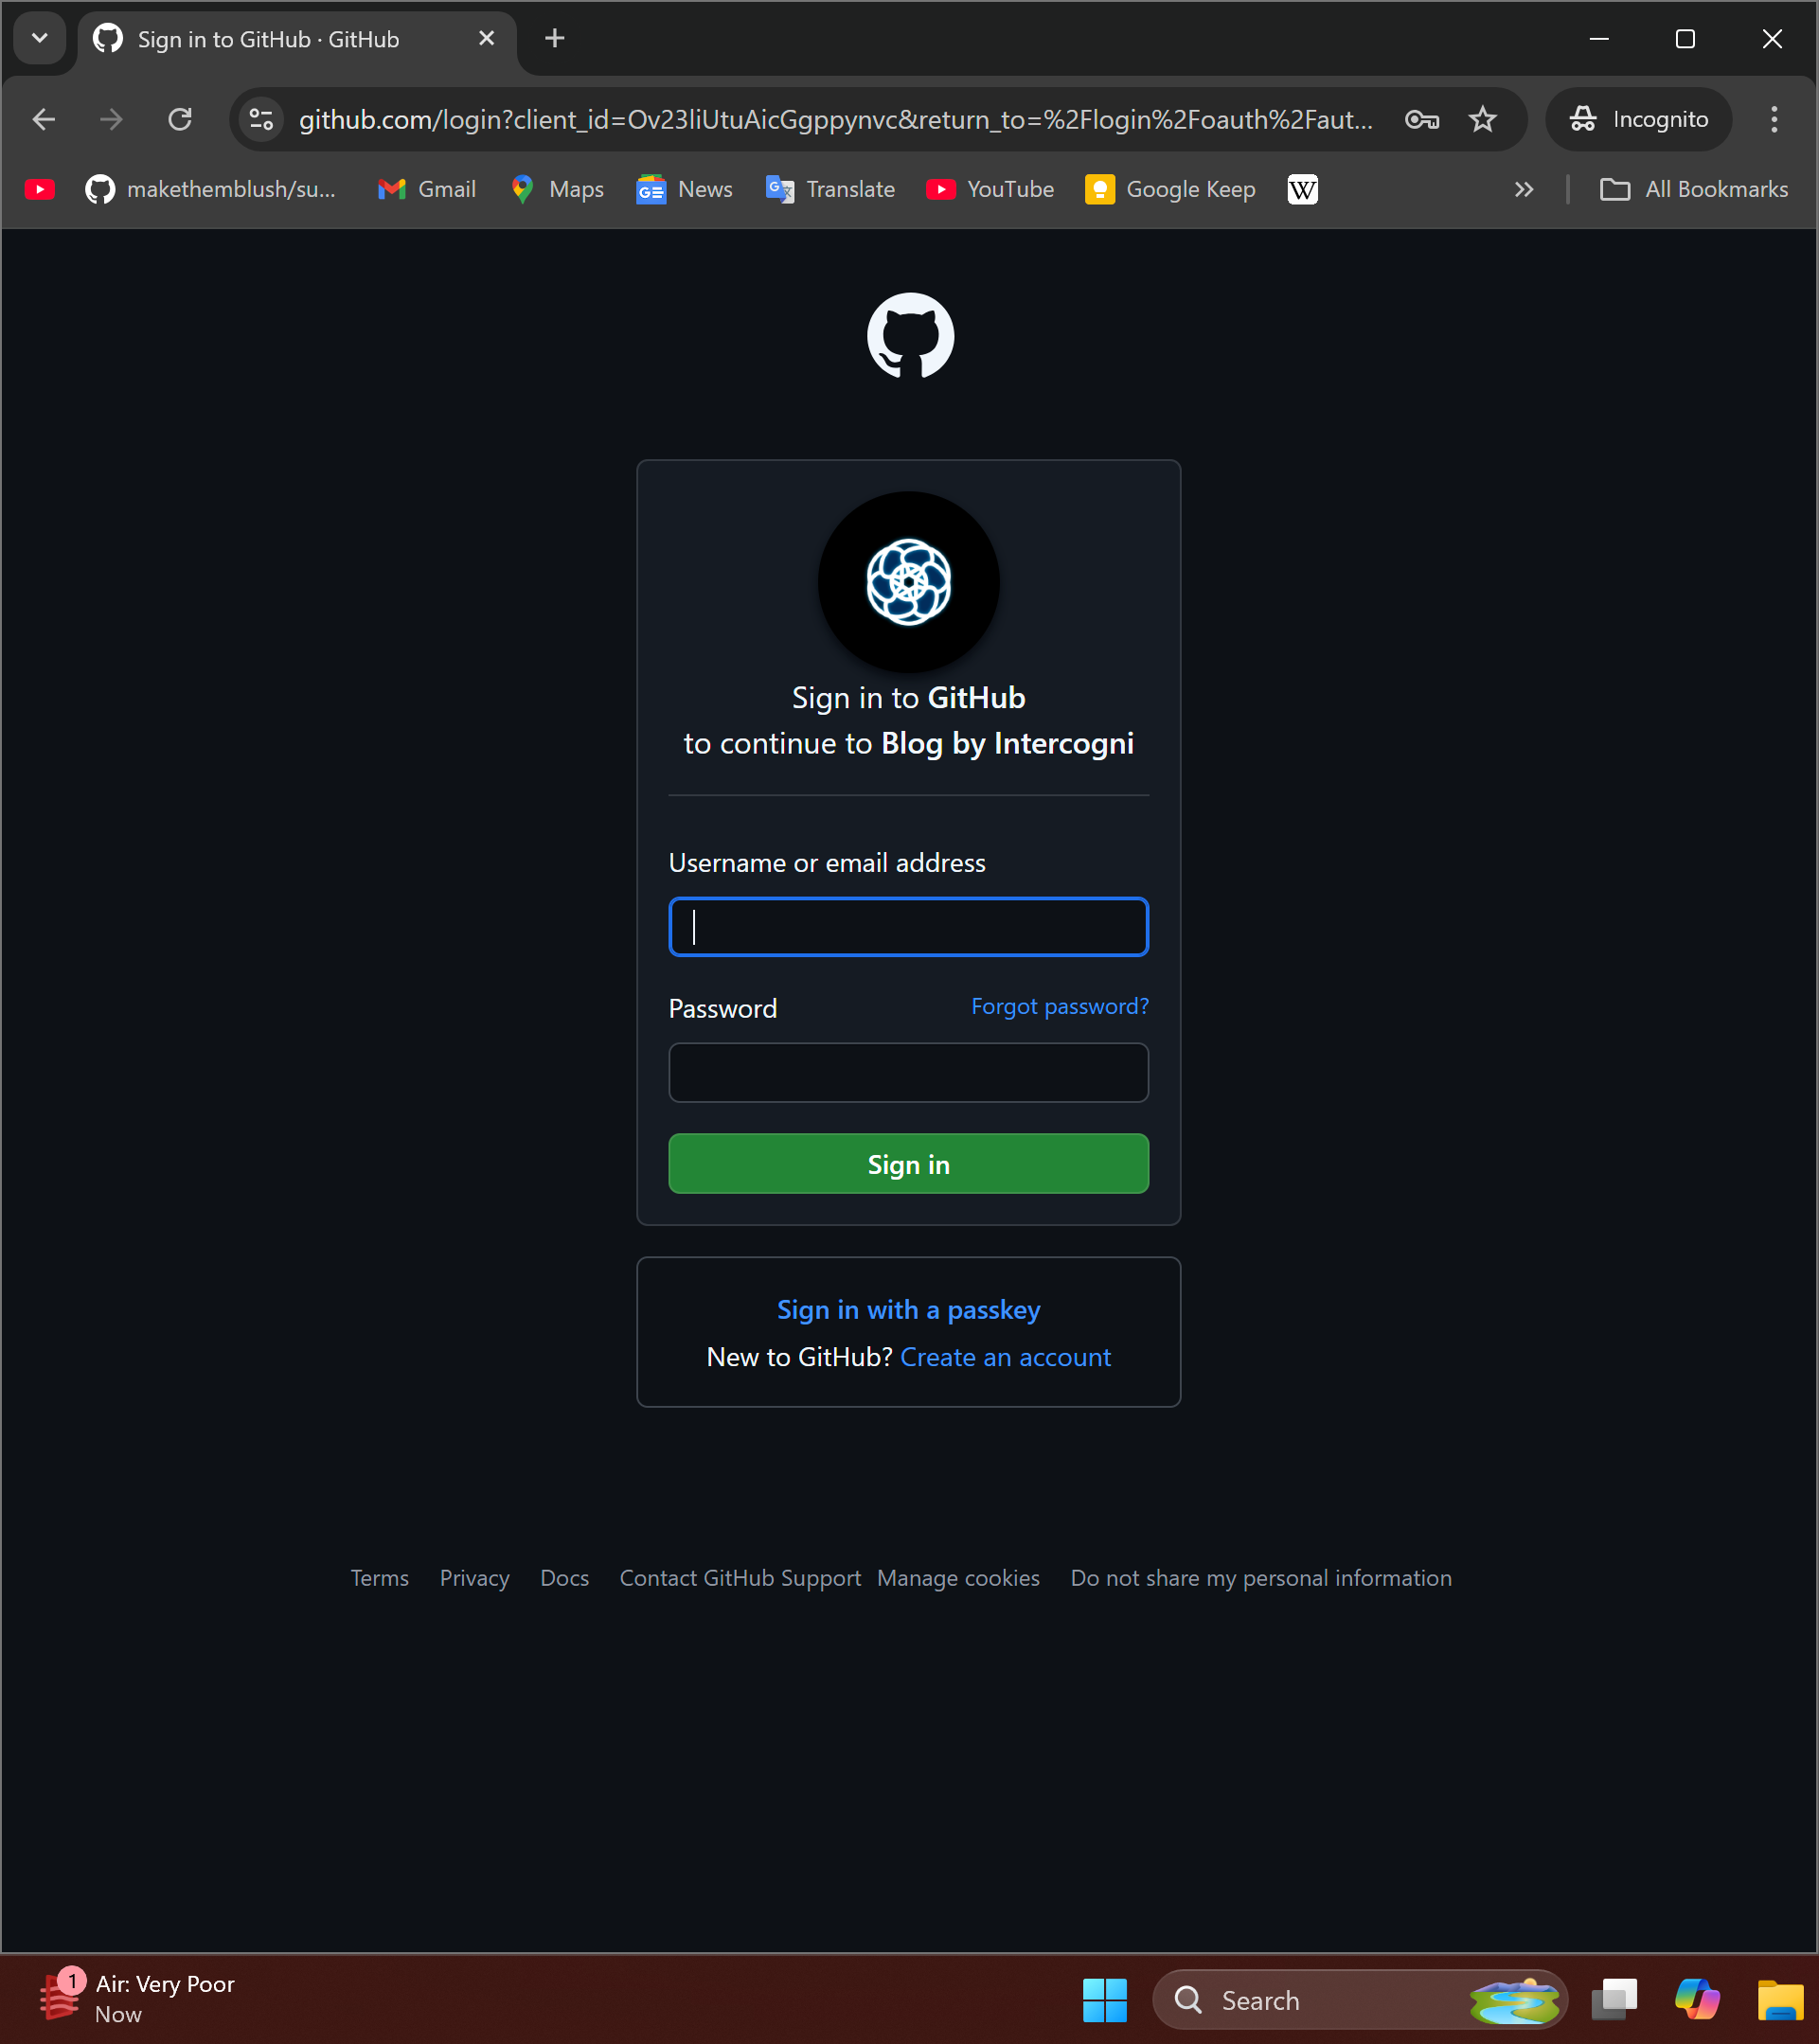 Sign in to GitHub · GitHub
github.com/login?client_id=Ov23liUtuAicGgppynvc&return_to=%2Flogin%2Foauth%2Faut...
Incognito
makethemblush/su...
Gmail
Maps
News
Translate
YouTube
Google Keep
W
All Bookmarks
Sign in to GitHub
to continue to Blog by Intercogni
Username or email address
Password
Forgot password?
Sign in
Sign in with a passkey
New to GitHub? Create an account
Terms
Privacy
Docs
Contact GitHub Support
Manage cookies
Do not share my personal information
1
Air: Very Poor
Now
Search